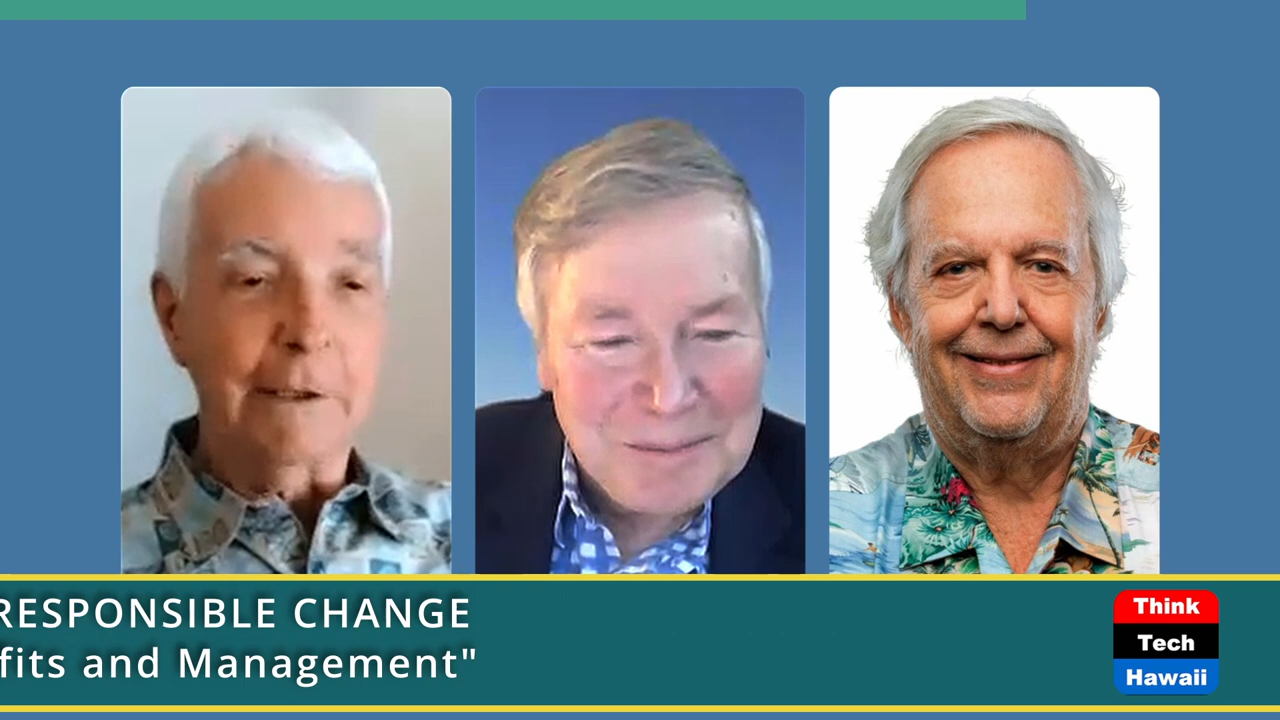 RESPONSIBLE CHANGE
fits and Management"
Think
Tech
Hawaii